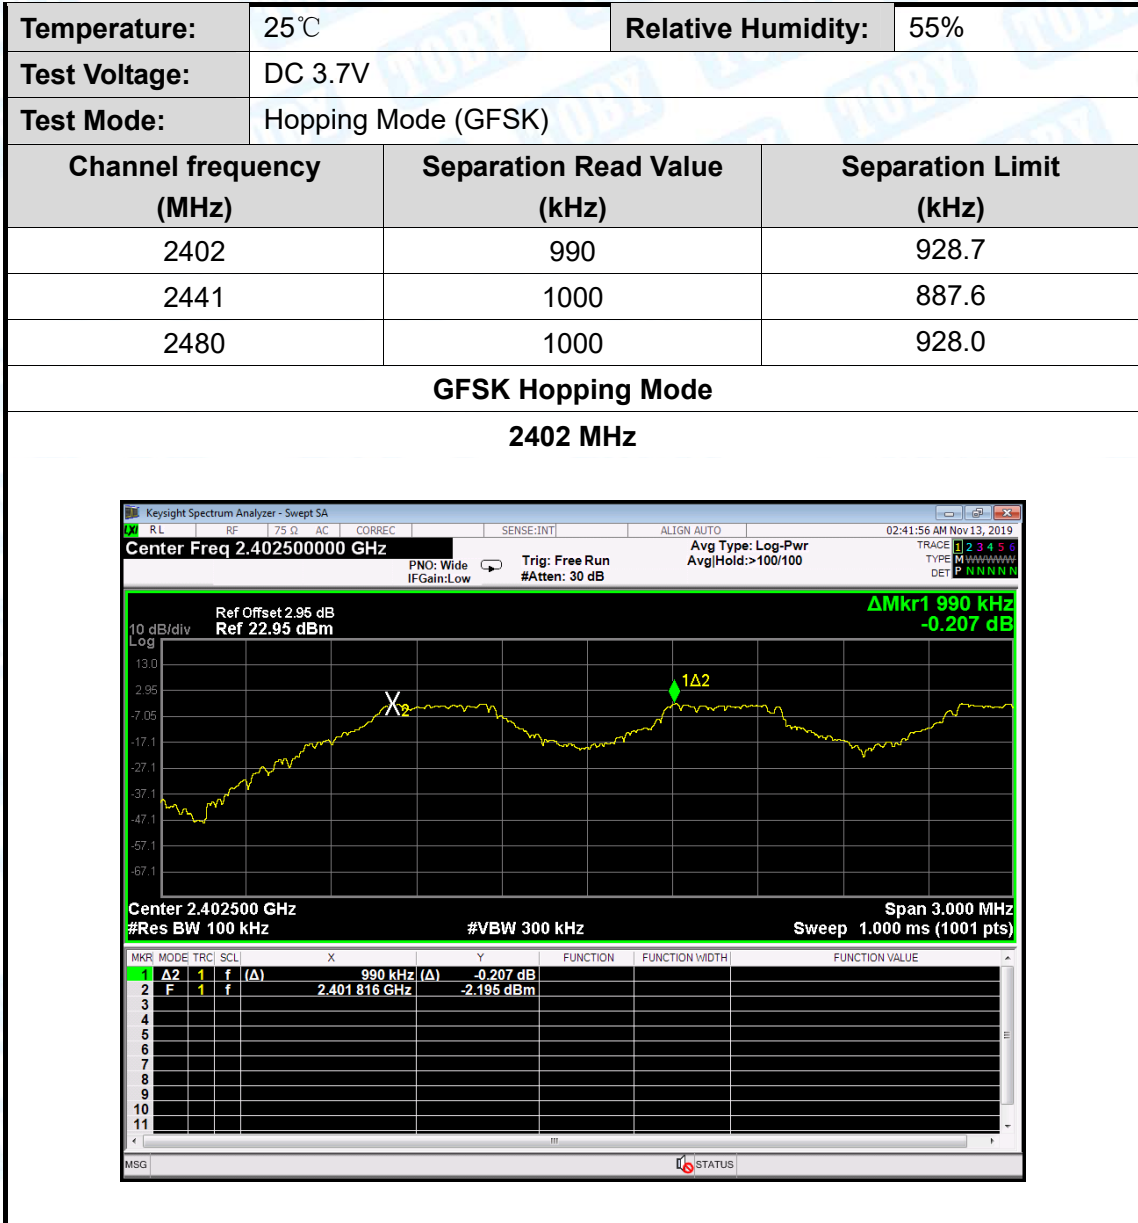 Temperature: 25℃ Relative Humidity: 55%
Test Voltage: DC 3.7V
Test Mode: Hopping Mode (GFSK)
Channel frequency (MHz) Separation Read Value (kHz) Separation Limit (kHz)
2402 990 928.7
2441 1000 887.6
2480 1000 928.0
GFSK Hopping Mode
2402 MHz
Keysight Spectrum Analyzer - Swept SA
LXI RL RF 75 Ω AC CORREC SENSE:INT ALIGN AUTO 02:41:56 AM Nov 13, 2019
Center Freq 2.402500000 GHz Avg Type: Log-Pwr TRACE 1 2 3 4 5 6
PNO: Wide Trig: Free Run Avg|Hold:>100/100 TYPE M WWWWW
IFGain:Low #Atten: 30 dB DET P N N N N N
ΔMkr1 990 kHz
Ref Offset 2.95 dB
10 dB/div Ref 22.95 dBm -0.207 dB
Log
13.0
1Δ2
2.95
X2
-7.05
-17.1
-27.1
-37.1
-47.1
-57.1
-67.1
Center 2.402500 GHz Span 3.000 MHz
#Res BW 100 kHz #VBW 300 kHz Sweep 1.000 ms (1001 pts)
MKR MODE TRC SCL X Y FUNCTION FUNCTION WIDTH FUNCTION VALUE
1 Δ2 1 f (Δ) 990 kHz (Δ) -0.207 dB
2 F 1 f 2.401 816 GHz -2.195 dBm
3
4
5
6
7
8
9
10
11
MSG STATUS
TOBY